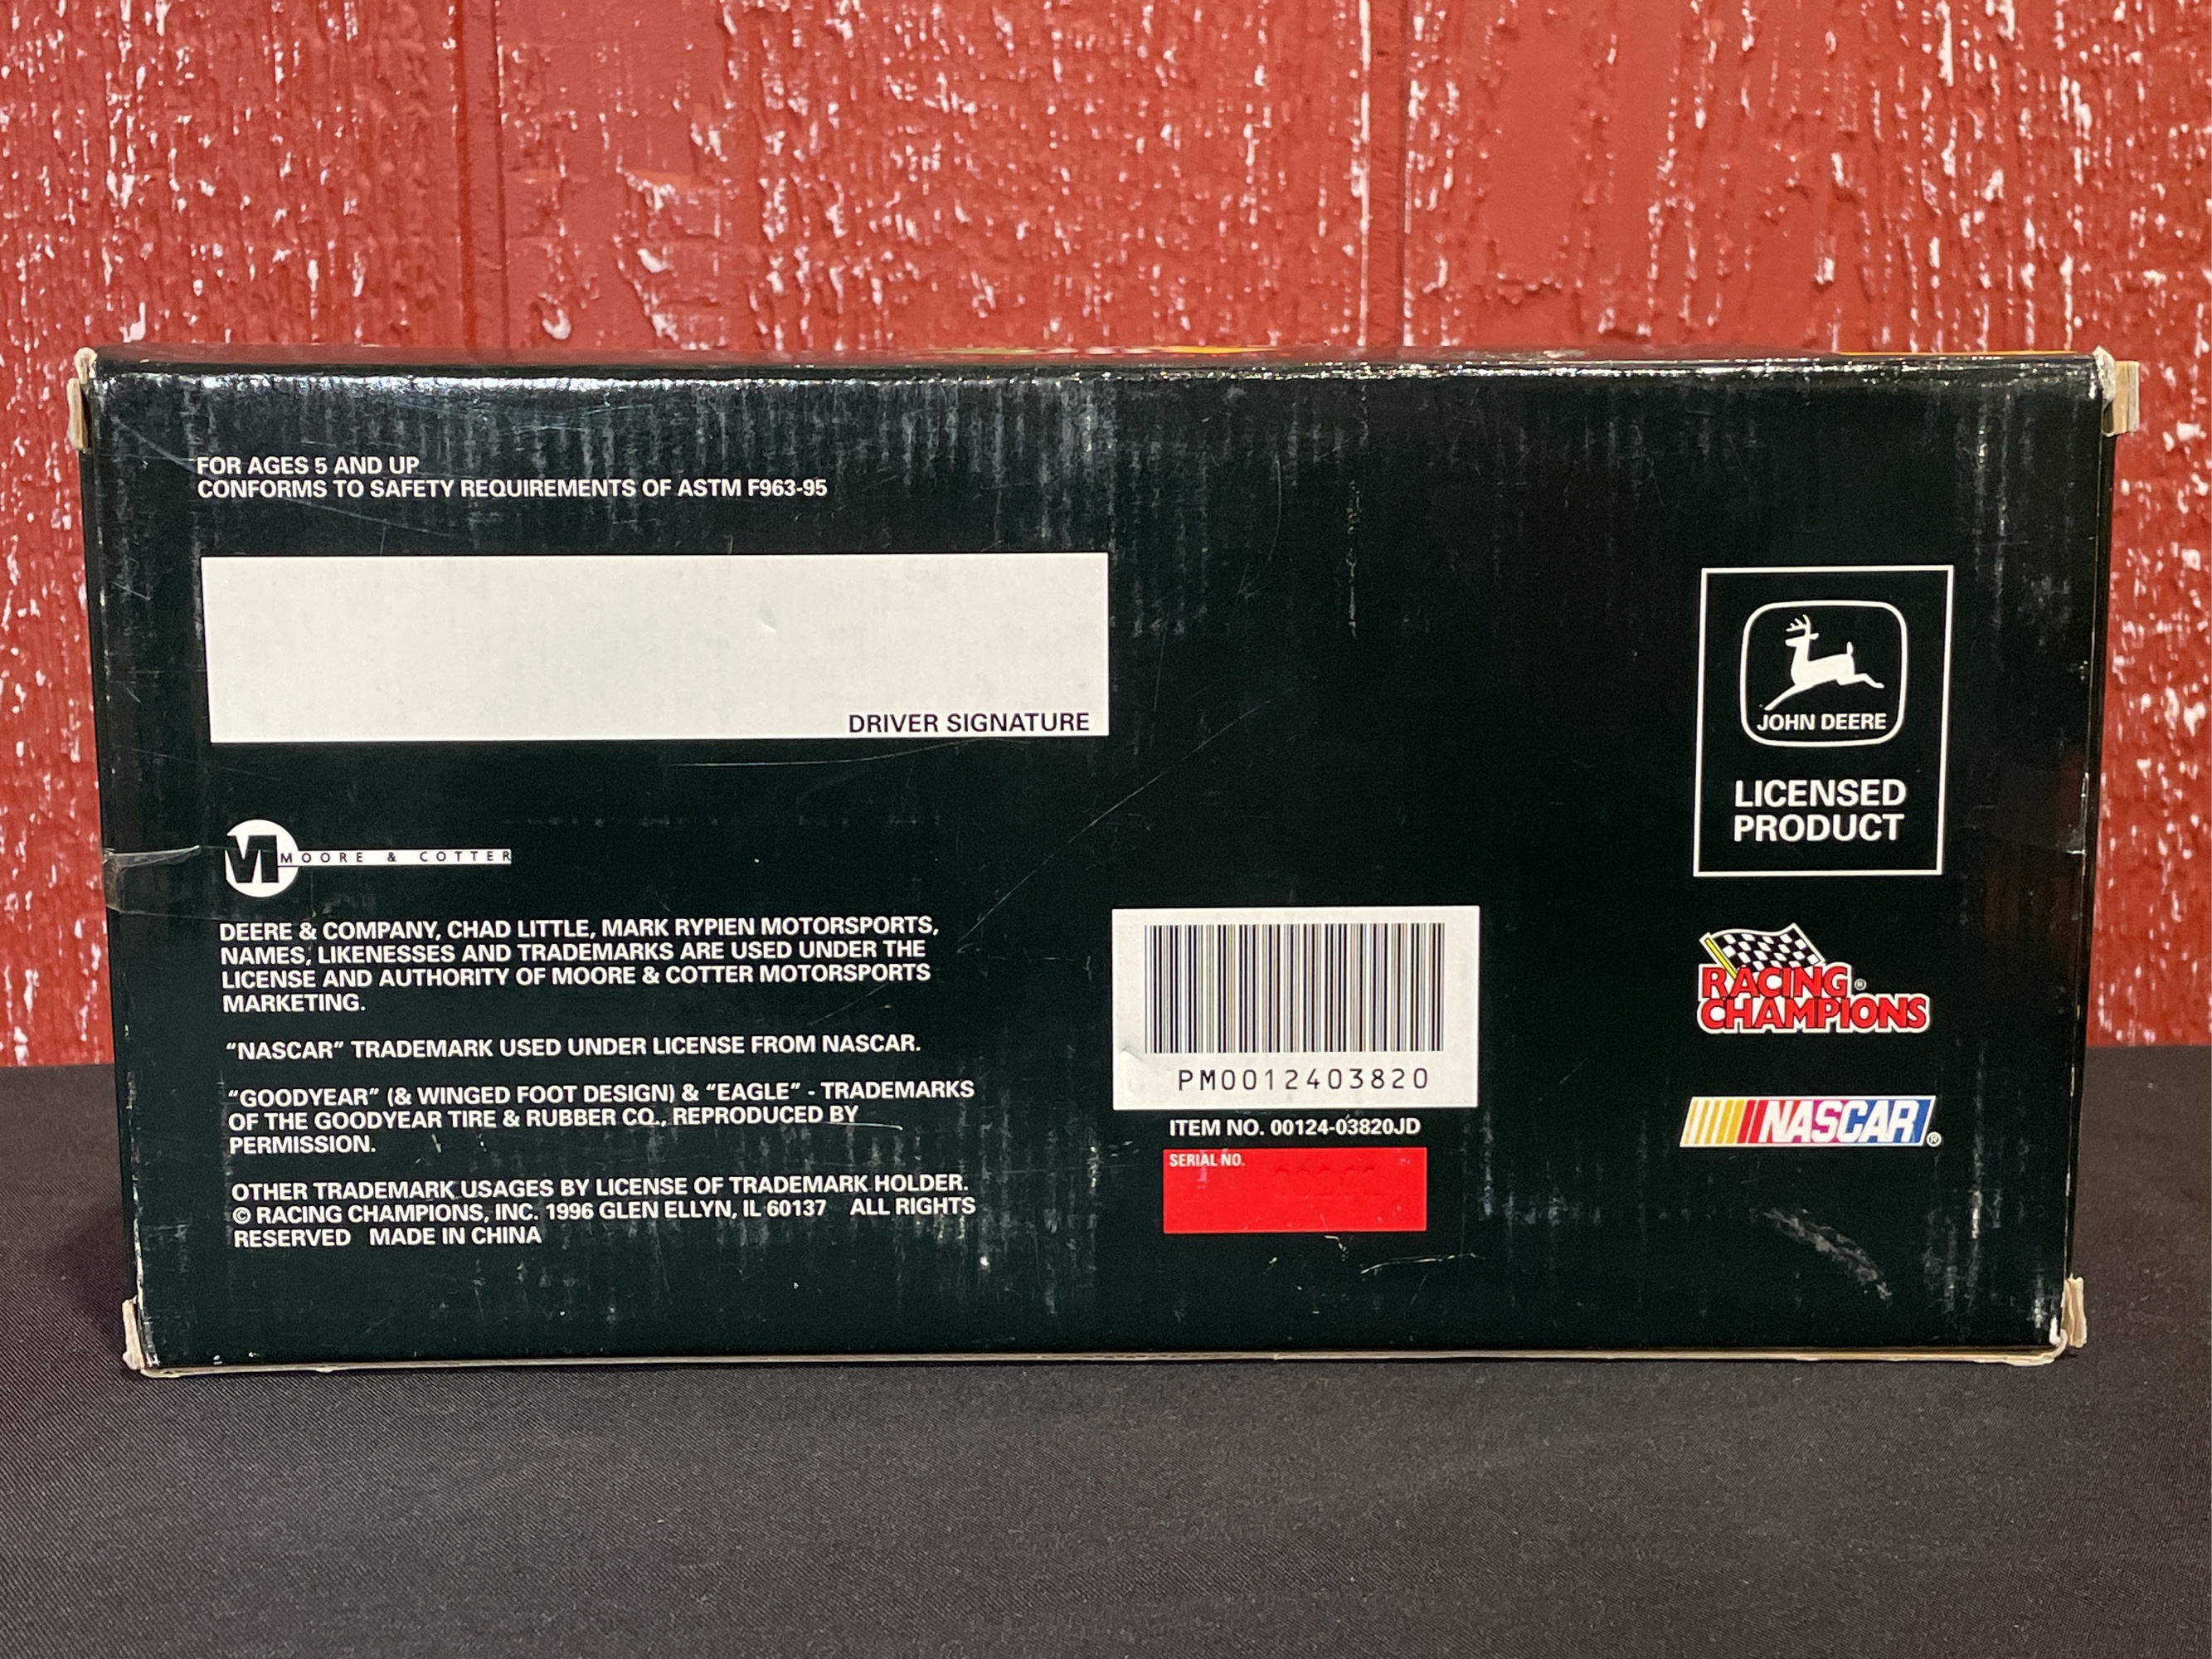 FOR AGES 5 AND UP
CONFORMS TO SAFETY REQUIREMENTS OF ASTM F963-95
DRIVER SIGNATURE
JOHN DEERE
LICENSED
PRODUCT
M MOORE & COTTER
DEERE & COMPANY, CHAD LITTLE, MARK RYPIEN MOTORSPORTS,
NAMES, LIKENESSES AND TRADEMARKS ARE USED UNDER THE
LICENSE AND AUTHORITY OF MOORE & COTTER MOTORSPORTS
MARKETING.
"NASCAR" TRADEMARK USED UNDER LICENSE FROM NASCAR.
"GOODYEAR" (& WINGED FOOT DESIGN) & "EAGLE" - TRADEMARKS
OF THE GOODYEAR TIRE & RUBBER CO., REPRODUCED BY
PERMISSION.
OTHER TRADEMARK USAGES BY LICENSE OF TRADEMARK HOLDER.
© RACING CHAMPIONS, INC. 1996 GLEN ELLYN, IL 60137 ALL RIGHTS
RESERVED MADE IN CHINA
PM0012403820
ITEM NO. 00124-03820JD
SERIAL NO.
RACING®
CHAMPIONS
NASCAR®